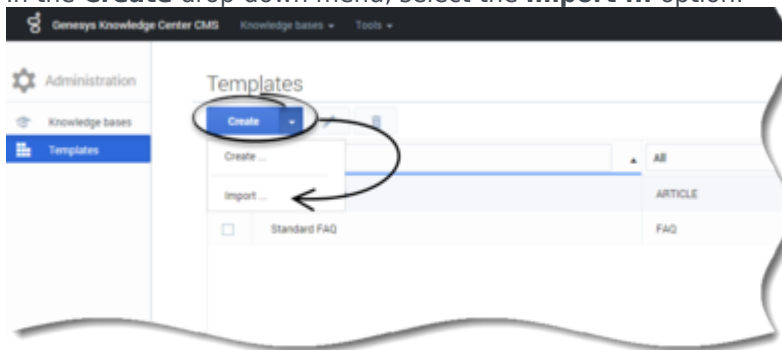 in the Create drop-down menu, select the Import ... option.
Genesys Knowledge Center CMS Knowledge bases Tools
Administration
Templates
Knowledge bases
Create
Templates
Create ...
All
Import ...
ARTICLE
Standard FAQ
FAQ